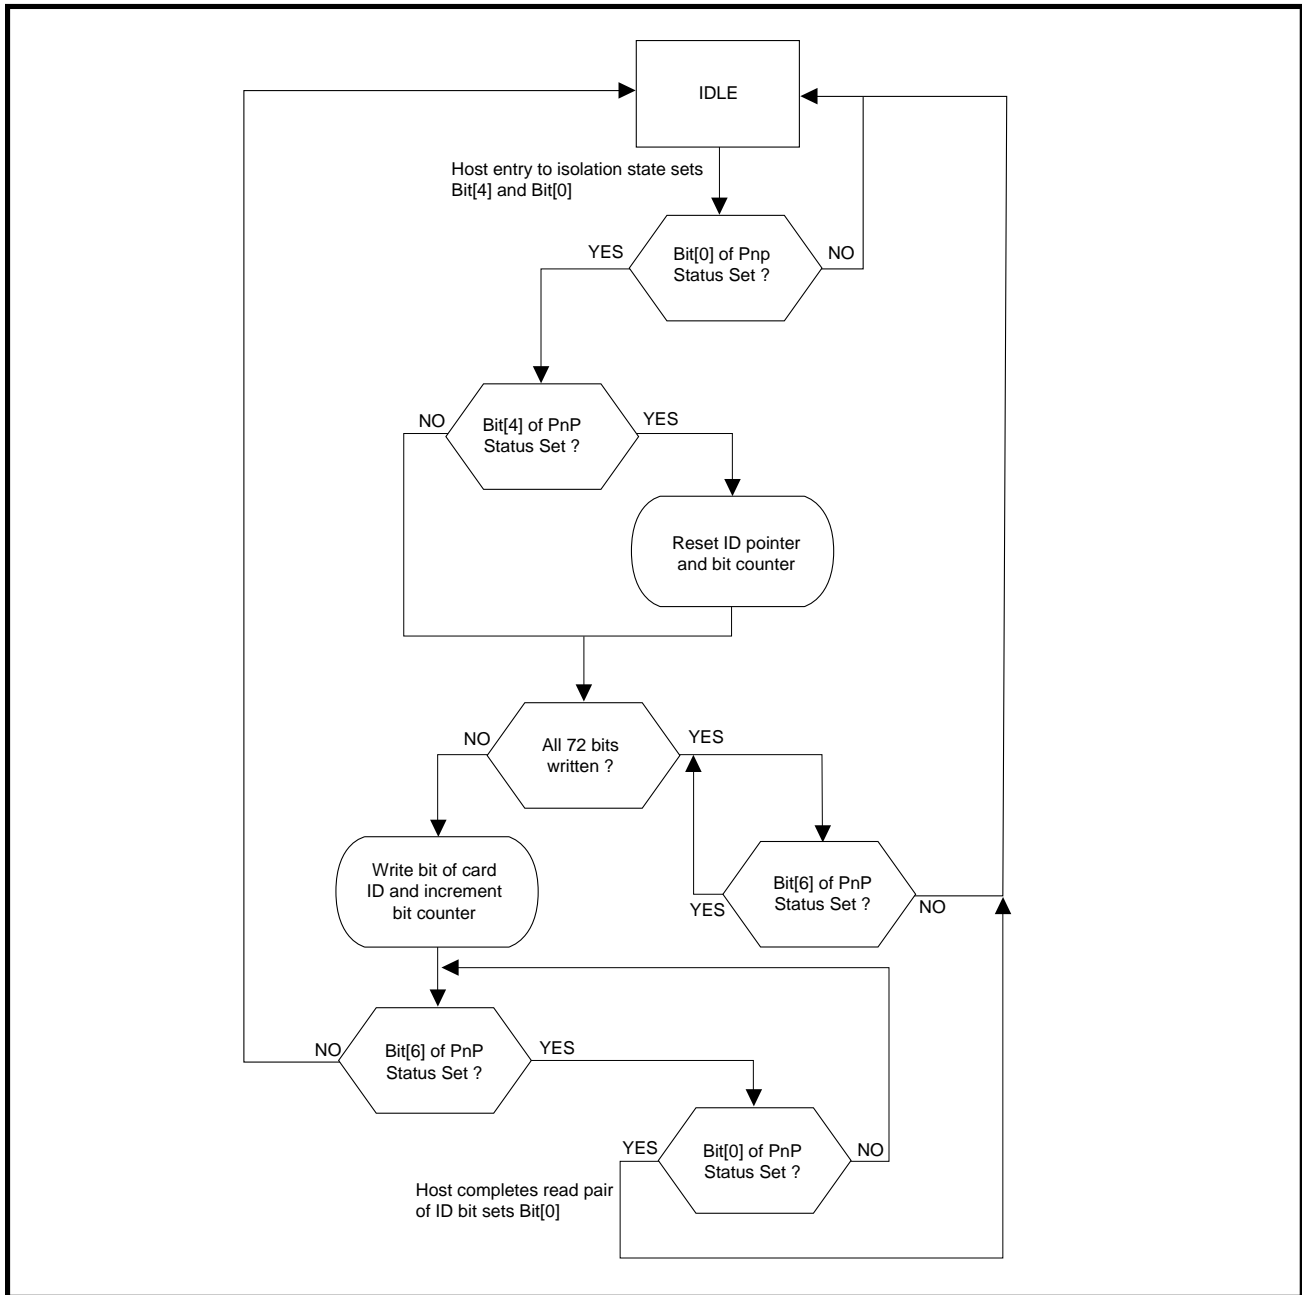 IDLE
Host entry to isolation state sets
Bit[4] and Bit[0]
YES
Bit[0] of Pnp
Status Set ?
NO
NO
Bit[4] of PnP
Status Set ?
YES
Reset ID pointer
and bit counter
NO
All 72 bits
written ?
YES
Write bit of card
ID and increment
bit counter
Bit[6] of PnP
Status Set ?
YES
NO
NO
Bit[6] of PnP
Status Set ?
YES
YES
Bit[0] of PnP
Status Set ?
NO
Host completes read pair
of ID bit sets Bit[0]